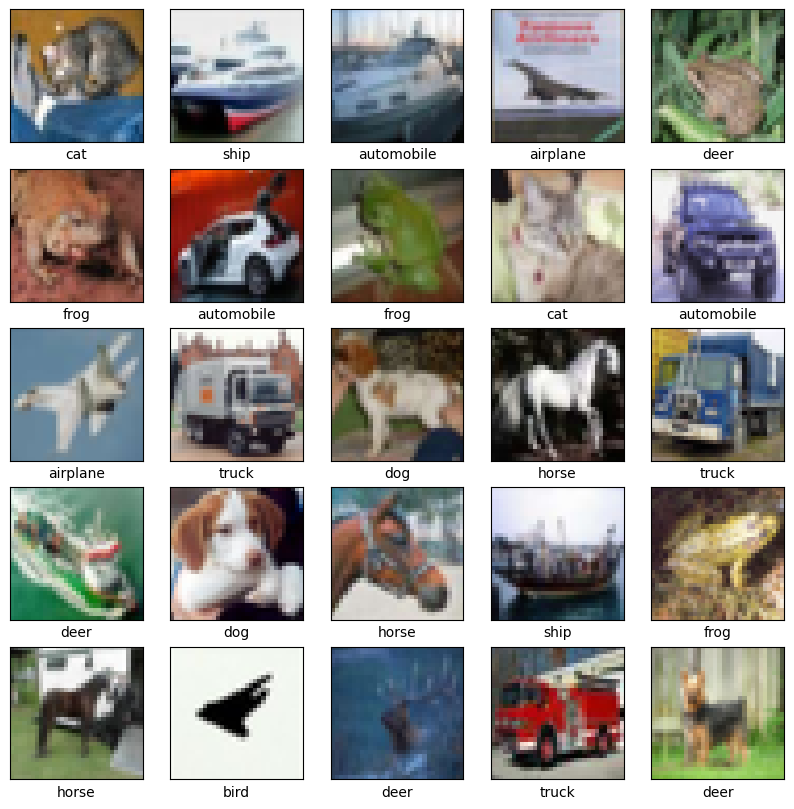 cat
ship
automobile
airplane
deer
frog
automobile
frog
cat
automobile
airplane
truck
dog
horse
truck
deer
dog
horse
ship
frog
horse
bird
deer
truck
deer